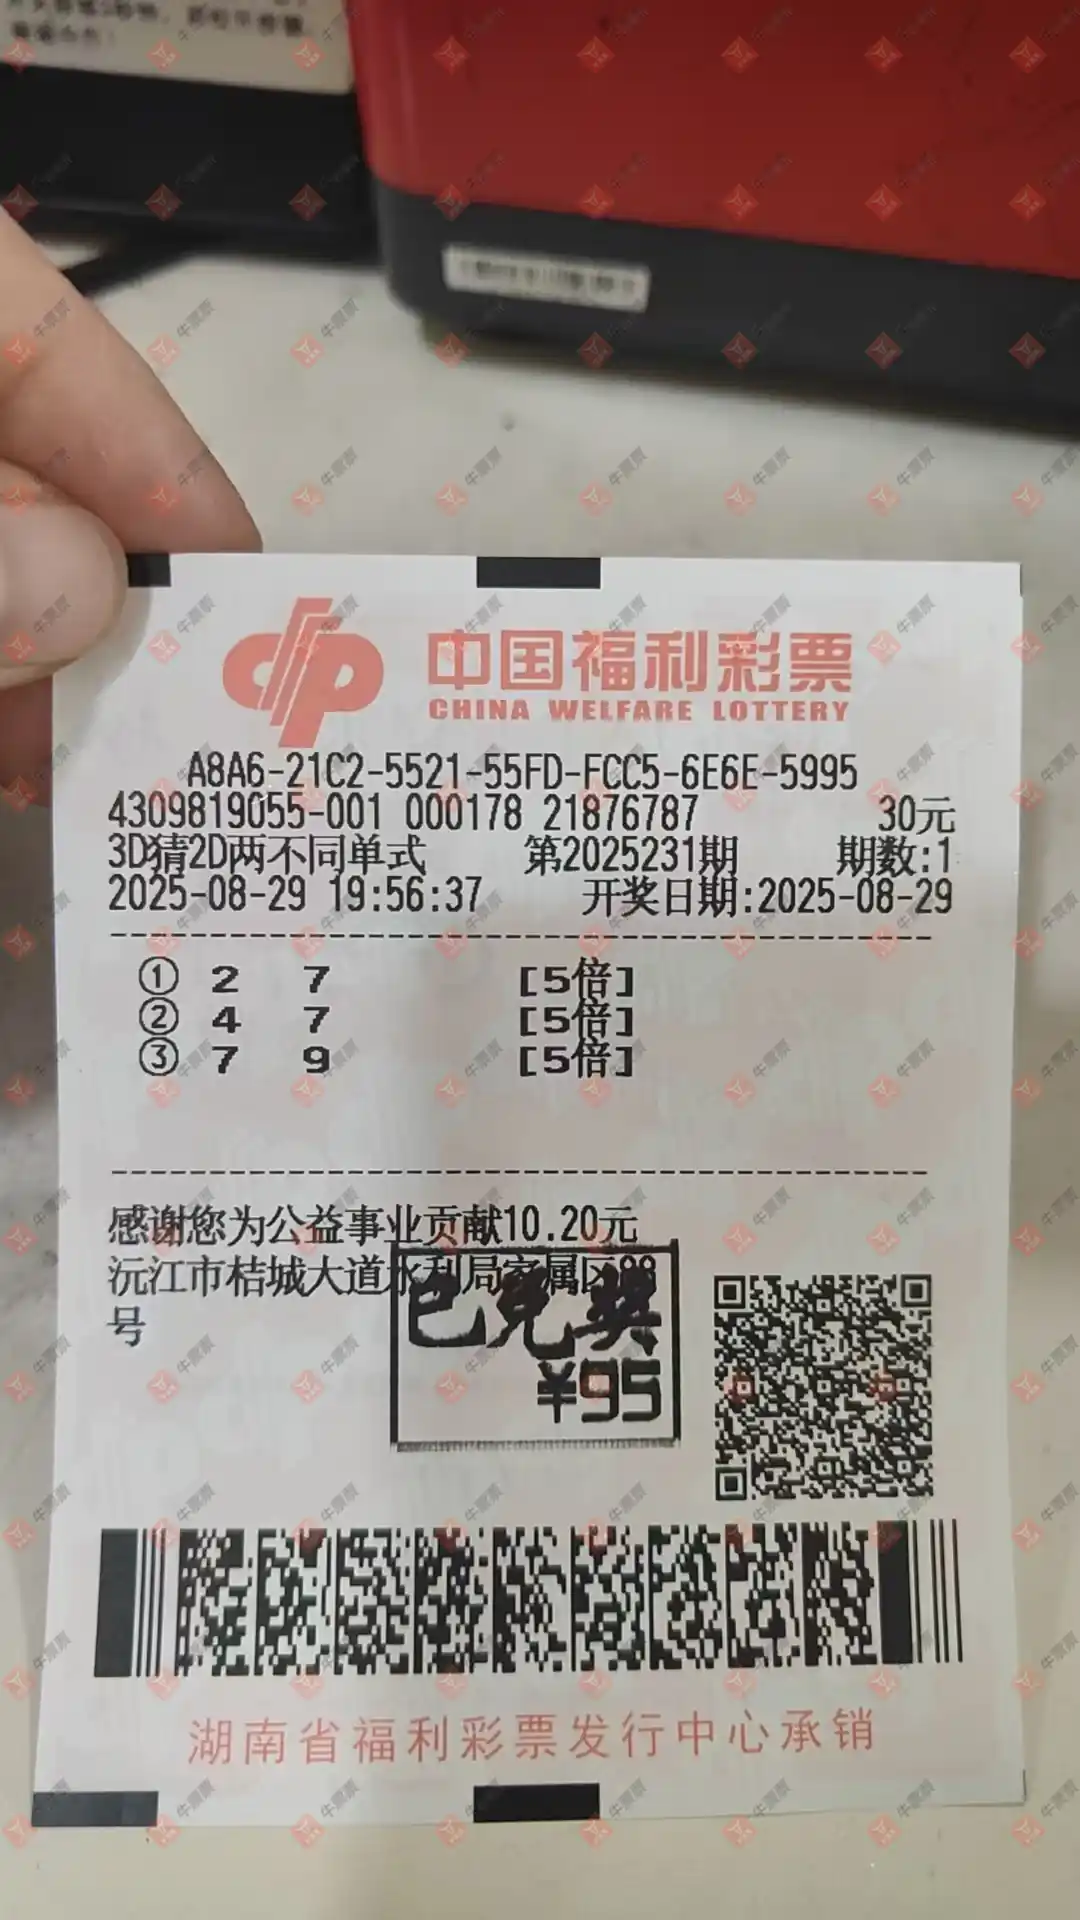 中国福利彩票
CHINA WELFARE LOTTERY
A8A6-21C2-5521-55FD-FCC5-6E6E-5995
4309819055-001 000178 21876787 30元
3D猜2D两不同单式 第2025231期 期数:1
2025-08-29 19:56:37 开奖日期:2025-08-29
① 2 7 [5倍]
② 4 7 [5倍]
③ 7 9 [5倍]
感谢您为公益事业贡献10.20元
沅江市桔城大道水利局家属区88
号
已兑奖
¥95
湖南省福利彩票发行中心承销
牛票票